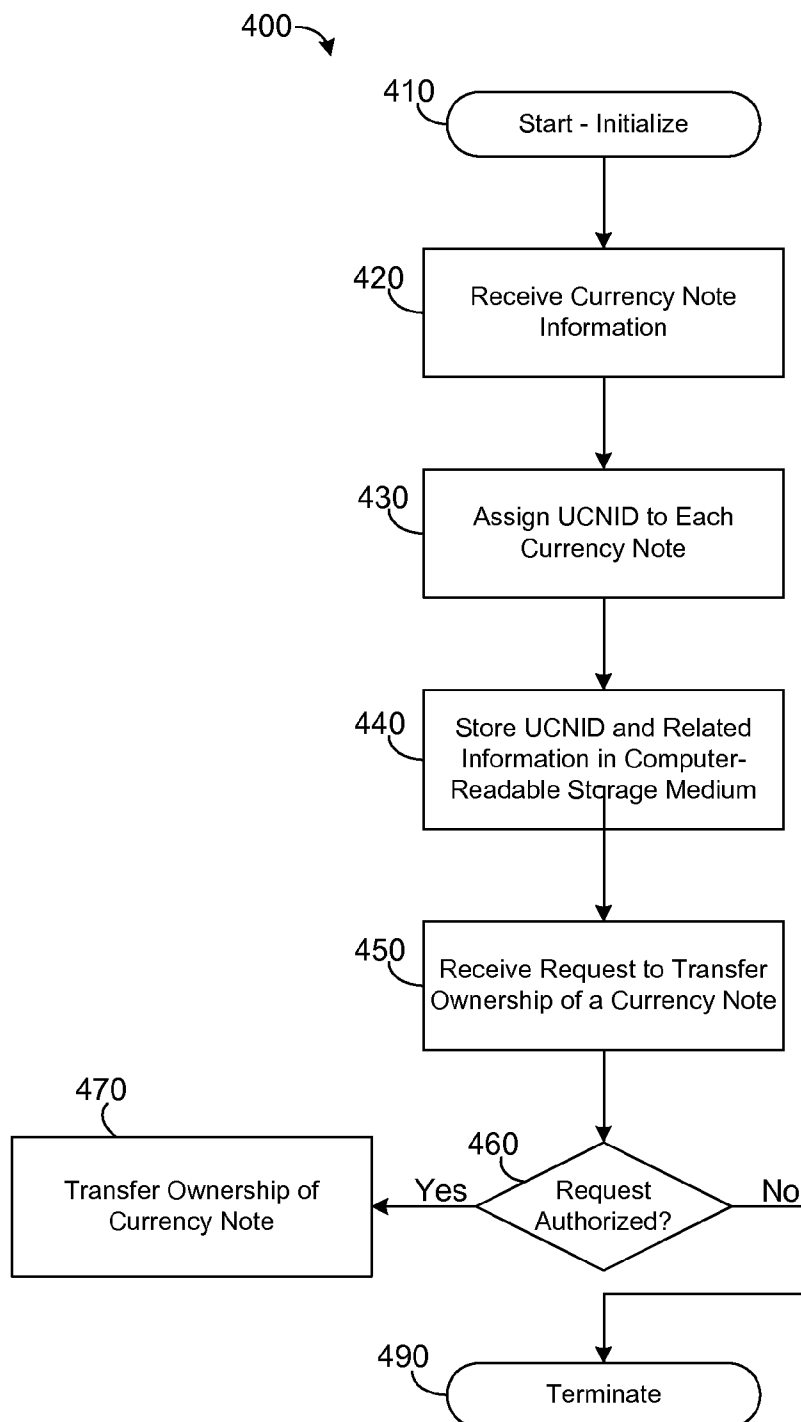 400
410
Start - Initialize
420
Receive Currency Note
Information
430
Assign UCNID to Each
Currency Note
440
Store UCNID and Related
Information in Computer-
Readable Storage Medium
450
Receive Request to Transfer
Ownership of a Currency Note
470
Transfer Ownership of
Currency Note
460
Yes
Request
Authorized?
No
490
Terminate